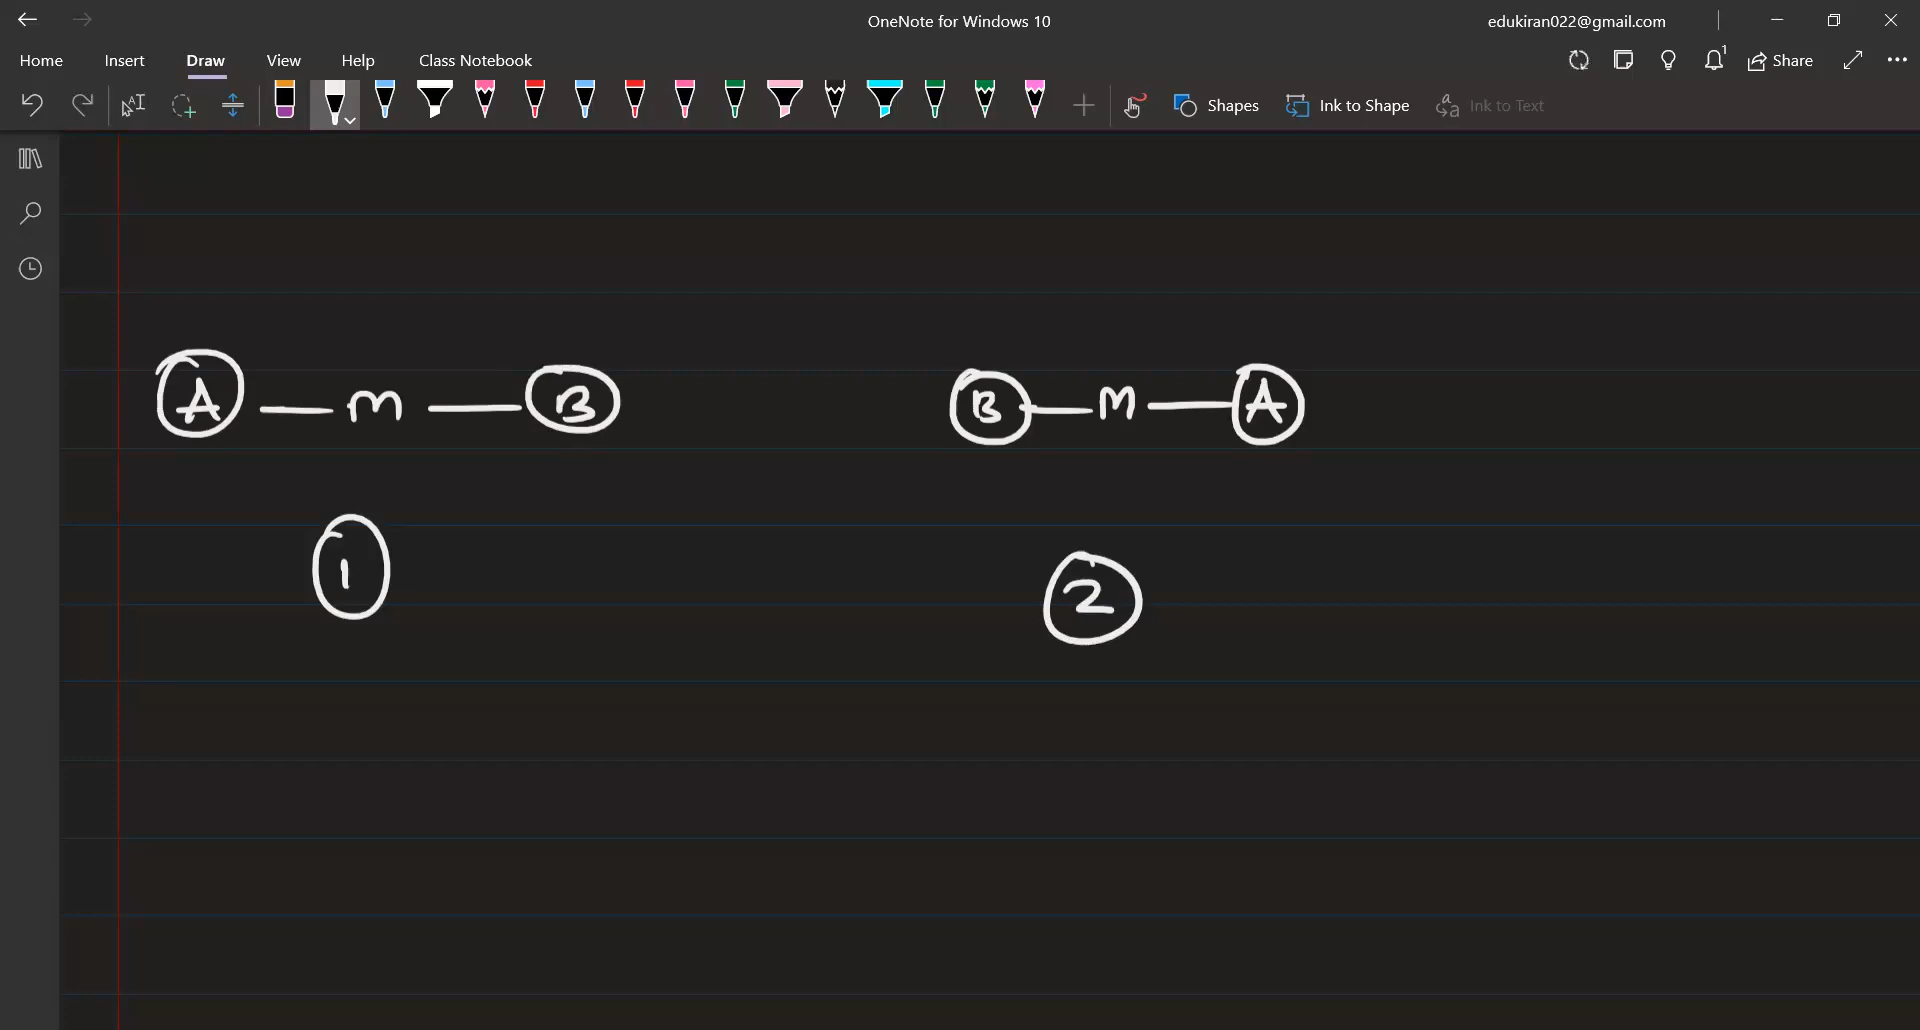 OneNote for Windows 10
edukiran022@gmail.com
Home Insert Draw View Help Class Notebook
1 Share
Shapes Ink to Shape Ink to Text
A — m — B
B — M — A
1
2